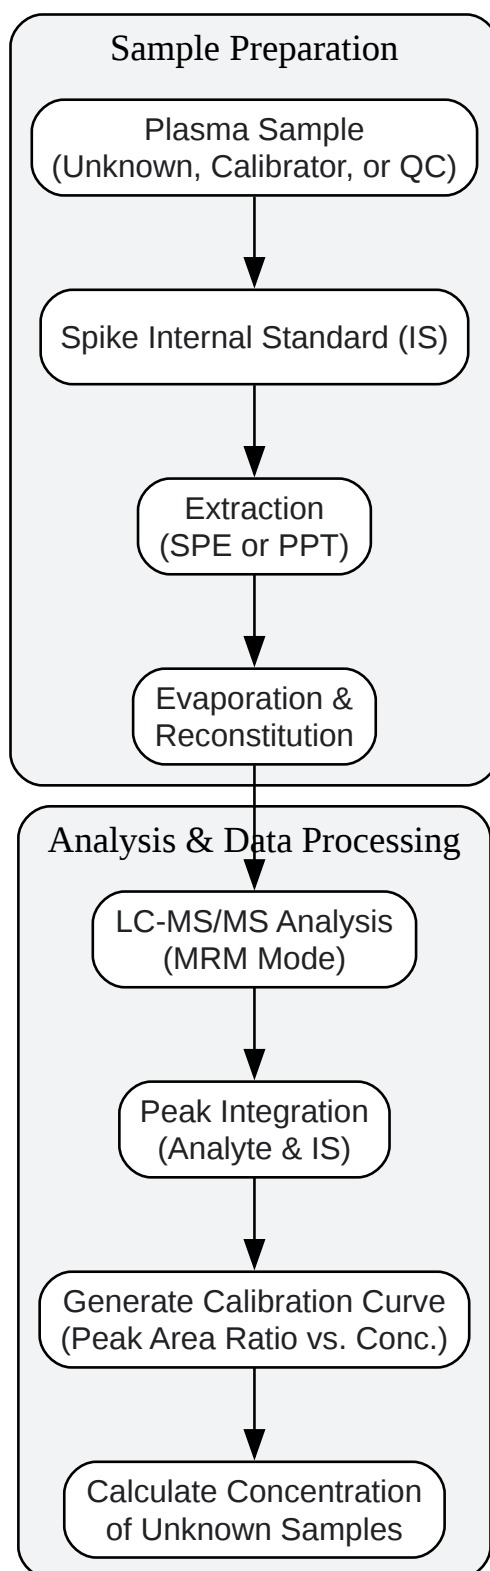 Sample Preparation
Plasma Sample
(Unknown, Calibrator, or QC)
Spike Internal Standard (IS)
Extraction
(SPE or PPT)
Evaporation &
Reconstitution
Analysis & Data Processing
LC-MS/MS Analysis
(MRM Mode)
Peak Integration
(Analyte & IS)
Generate Calibration Curve
(Peak Area Ratio vs. Conc.)
Calculate Concentration
of Unknown Samples